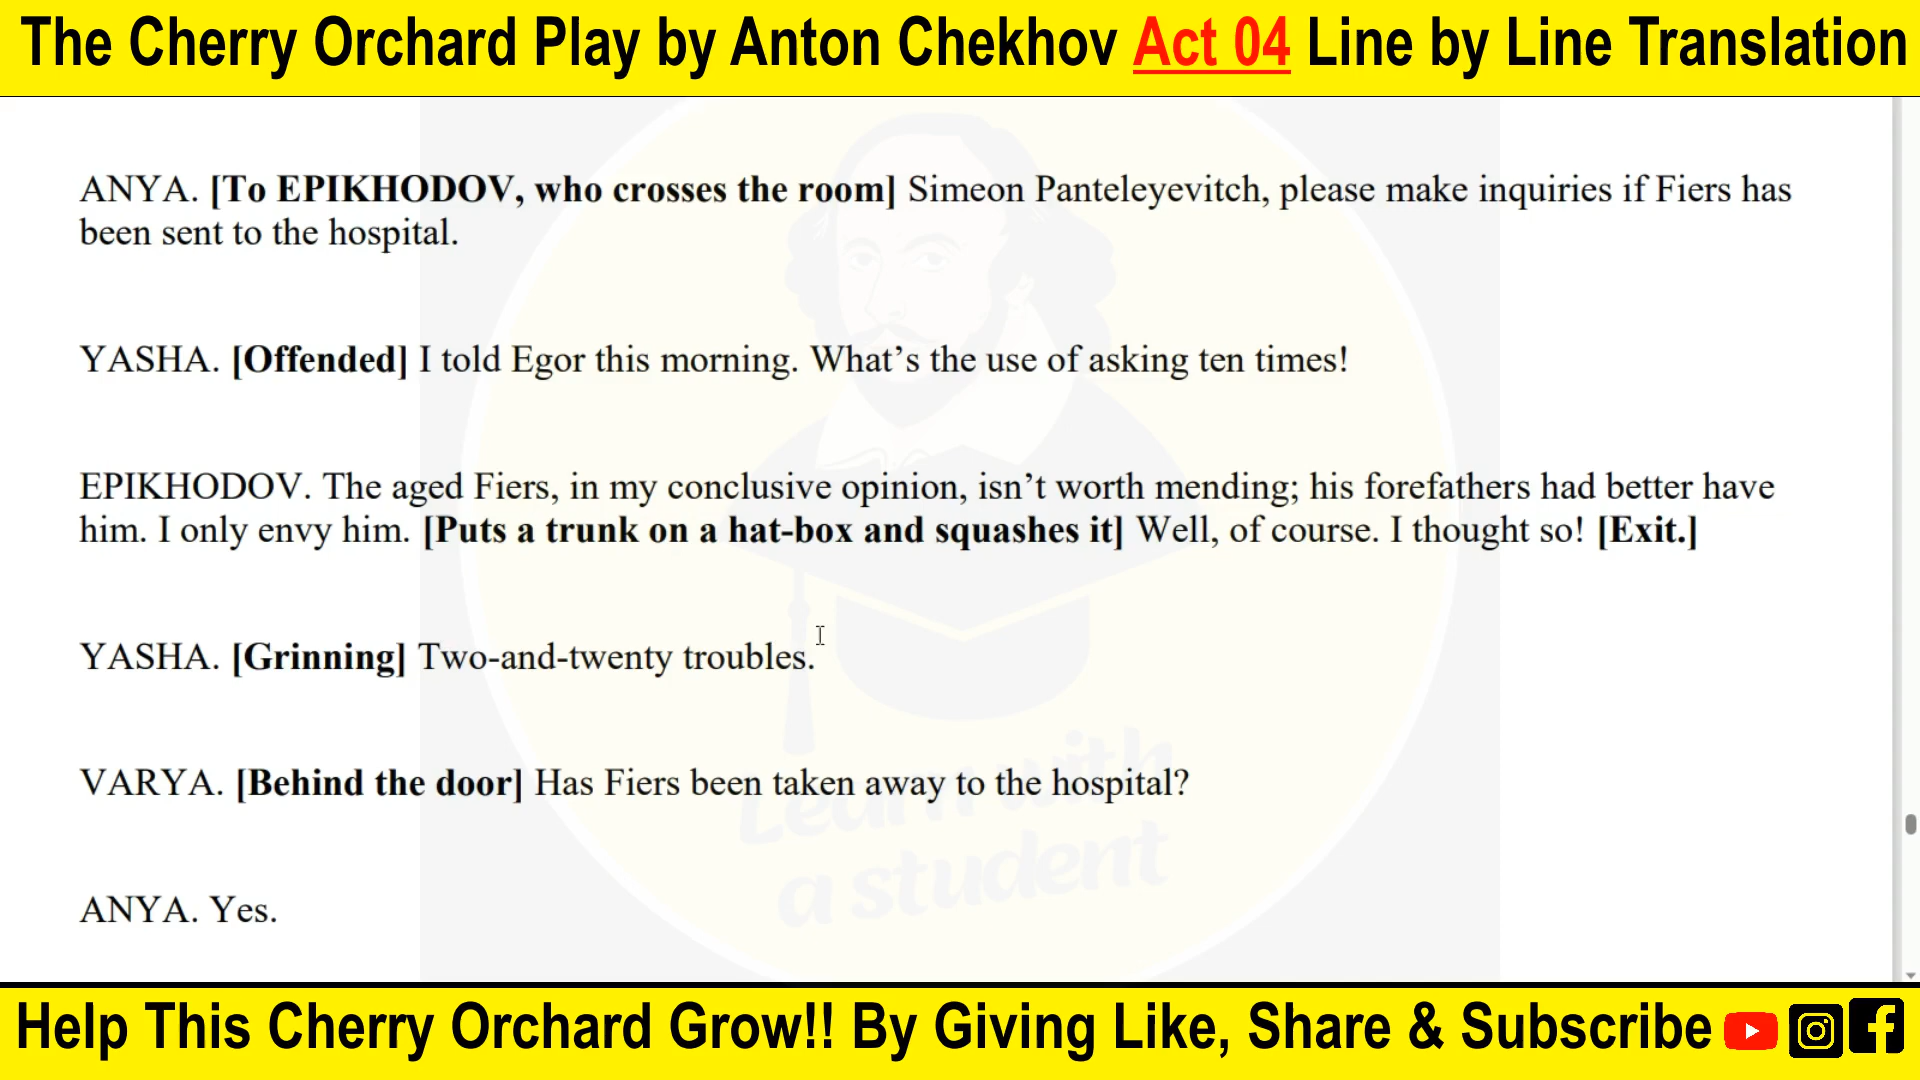 The Cherry Orchard Play by Anton Chekhov Act 04 Line by Line Translation
ANYA. [To EPIKHODOV, who crosses the room] Simeon Panteleyevitch, please make inquiries if Fiers has
been sent to the hospital.
YASHA. [Offended] I told Egor this morning. What’s the use of asking ten times!
EPIKHODOV. The aged Fiers, in my conclusive opinion, isn’t worth mending; his forefathers had better have
him. I only envy him. [Puts a trunk on a hat-box and squashes it] Well, of course. I thought so! [Exit.]
YASHA. [Grinning] Two-and-twenty troubles.
VARYA. [Behind the door] Has Fiers been taken away to the hospital?
Learn with
a student
ANYA. Yes.
Help This Cherry Orchard Grow!! By Giving Like, Share & Subscribe